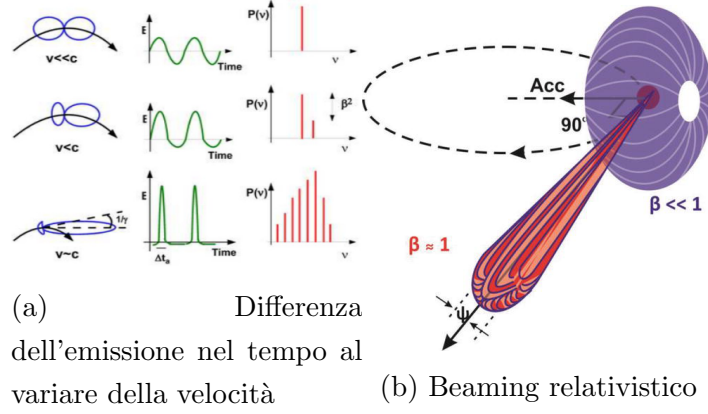 E
Time
P(ν)
ν
v<<c
E
Time
P(ν)
β²
ν
v<c
E
Time
Δtₐ
P(ν)
ν
1/γ
v~c
(a) Differenza
dell'emissione nel tempo al
variare della velocità
Acc
90°
β << 1
β ≈ 1
ψ
(b) Beaming relativistico